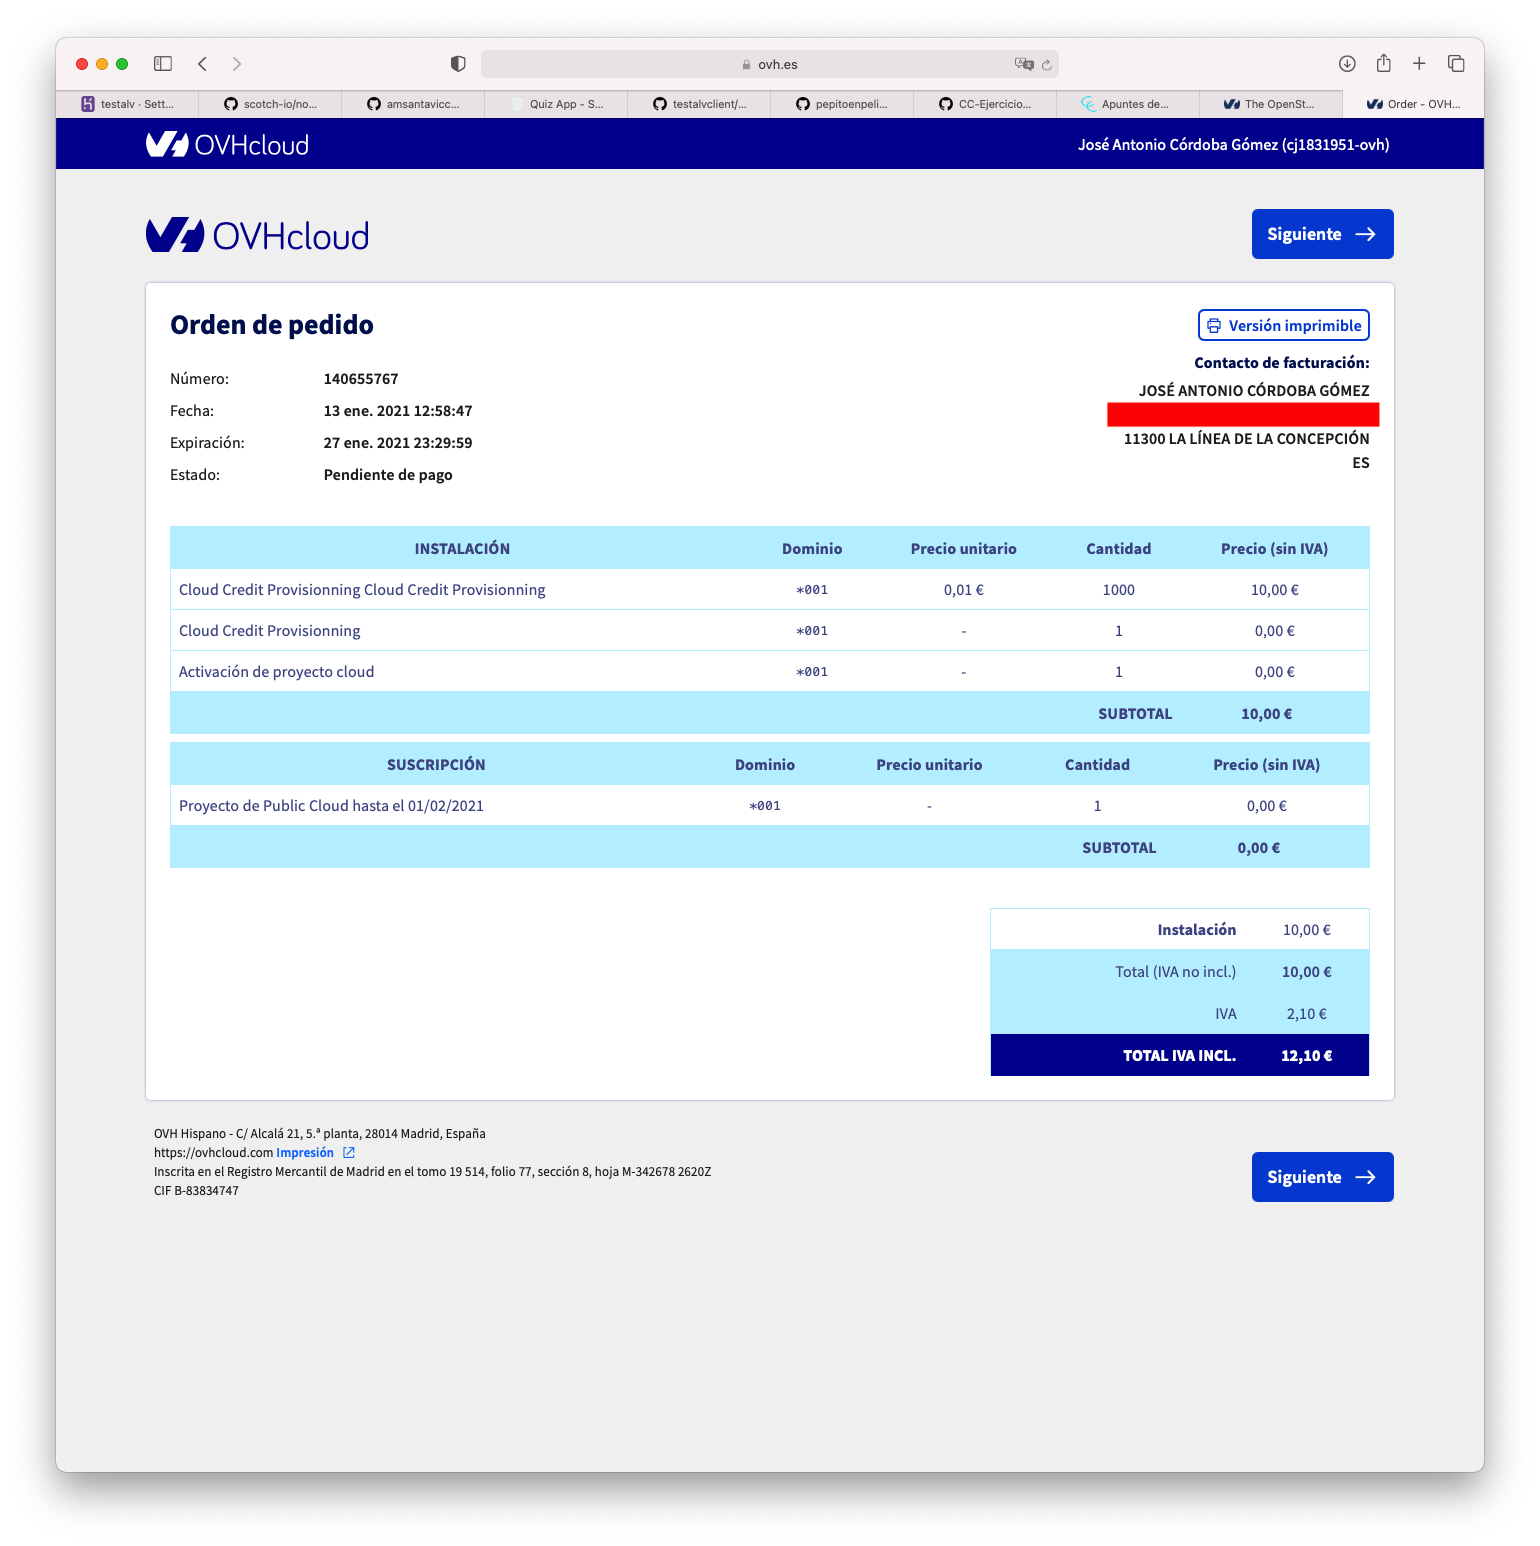 ovh.es
testalv · Sett...
scotch-io/no...
amsantavicc...
Quiz App - S...
testalvclient/...
pepitoenpeli...
CC-Ejercicio...
Apuntes de...
The OpenSt...
Order - OVH...
OVHcloud
José Antonio Córdoba Gómez (cj1831951-ovh)
OVHcloud
Siguiente
Orden de pedido
Versión imprimible
Número: 140655767
Fecha: 13 ene. 2021 12:58:47
Expiración: 27 ene. 2021 23:29:59
Estado: Pendiente de pago
Contacto de facturación:
JOSÉ ANTONIO CÓRDOBA GÓMEZ
11300 LA LÍNEA DE LA CONCEPCIÓN
ES
INSTALACIÓN Dominio Precio unitario Cantidad Precio (sin IVA)
Cloud Credit Provisionning Cloud Credit Provisionning *001 0,01 € 1000 10,00 €
Cloud Credit Provisionning *001 - 1 0,00 €
Activación de proyecto cloud *001 - 1 0,00 €
SUBTOTAL 10,00 €
SUSCRIPCIÓN Dominio Precio unitario Cantidad Precio (sin IVA)
Proyecto de Public Cloud hasta el 01/02/2021 *001 - 1 0,00 €
SUBTOTAL 0,00 €
Instalación 10,00 €
Total (IVA no incl.) 10,00 €
IVA 2,10 €
TOTAL IVA INCL. 12,10 €
OVH Hispano - C/ Alcalá 21, 5.ª planta, 28014 Madrid, España
https://ovhcloud.com Impresión
Inscrita en el Registro Mercantil de Madrid en el tomo 19 514, folio 77, sección 8, hoja M-342678 2620Z
CIF B-83834747
Siguiente